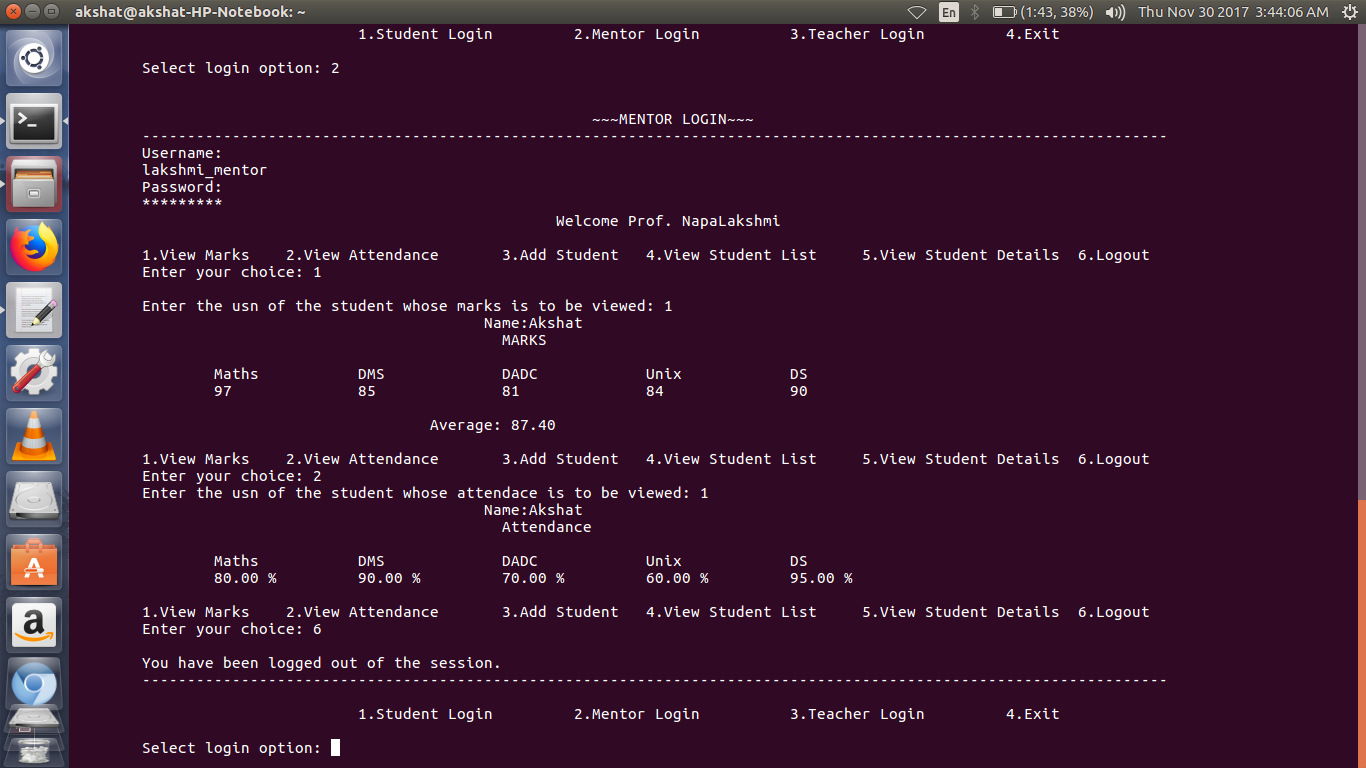 akshat@akshat-HP-Notebook: ~ En (1:43, 38%) Thu Nov 30 2017 3:44:06 AM
1.Student Login 2.Mentor Login 3.Teacher Login 4.Exit
Select login option: 2
~~~MENTOR LOGIN~~~
------------------------------------------------------------------------------------------------------------------
Username:
lakshmi_mentor
Password:
*********
Welcome Prof. NapaLakshmi
1.View Marks 2.View Attendance 3.Add Student 4.View Student List 5.View Student Details 6.Logout
Enter your choice: 1
Enter the usn of the student whose marks is to be viewed: 1
Name:Akshat
MARKS
Maths DMS DADC Unix DS
97 85 81 84 90
Average: 87.40
1.View Marks 2.View Attendance 3.Add Student 4.View Student List 5.View Student Details 6.Logout
Enter your choice: 2
Enter the usn of the student whose attendace is to be viewed: 1
Name:Akshat
Attendance
Maths DMS DADC Unix DS
80.00 % 90.00 % 70.00 % 60.00 % 95.00 %
1.View Marks 2.View Attendance 3.Add Student 4.View Student List 5.View Student Details 6.Logout
Enter your choice: 6
You have been logged out of the session.
------------------------------------------------------------------------------------------------------------------
1.Student Login 2.Mentor Login 3.Teacher Login 4.Exit
Select login option: